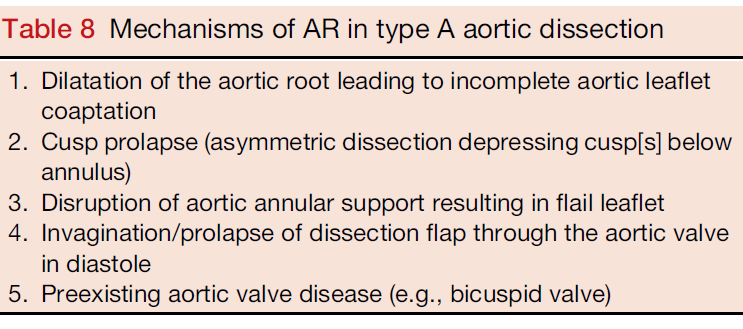 Table 8 Mechanisms of AR in type A aortic dissection
1. Dilatation of the aortic root leading to incomplete aortic leaflet
coaptation
2. Cusp prolapse (asymmetric dissection depressing cusp[s] below
annulus)
3. Disruption of aortic annular support resulting in flail leaflet
4. Invagination/prolapse of dissection flap through the aortic valve
in diastole
5. Preexisting aortic valve disease (e.g., bicuspid valve)